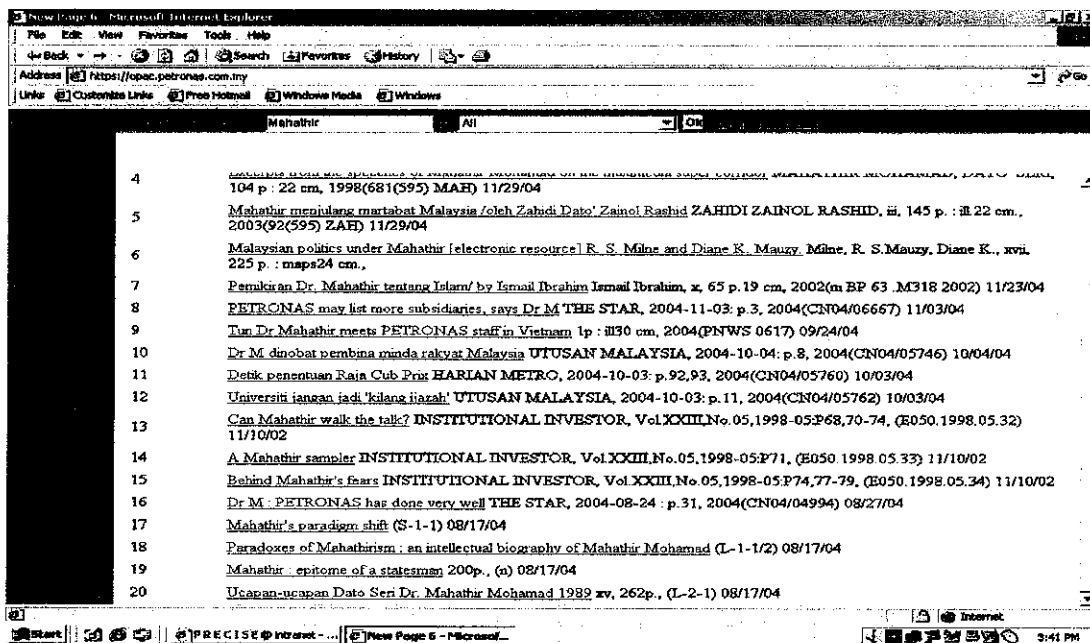 New Page 6 - Microsoft Internet Explorer
File Edit View Favorites Tools Help
Back Search Favorites History
Address https://opac.petronas.com.my Go
Links Customize Links Free Hotmail Windows Media Windows
Mahathir All Ok
4 Excerpts from the speeches of Mahathir Mohamad on the multimedia super corridor MAHATHIR MOHAMAD, DATO' SERI,
104 p : 22 cm, 1998(681(595) MAH) 11/29/04
5 Mahathir menjulang martabat Malaysia /oleh Zahidi Dato' Zainol Rashid ZAHIDI ZAINOL RASHID, iii, 145 p. : ill 22 cm.,
2003(92(595) ZAH) 11/29/04
6 Malaysian politics under Mahathir [electronic resource] R. S. Milne and Diane K. Mauzy. Milne, R. S.Mauzy, Diane K., xvii,
225 p. : maps24 cm.,
7 Pemikiran Dr. Mahathir tentang Islam/ by Ismail Ibrahim Ismail Ibrahim, x, 65 p.19 cm, 2002(m BP 63 .M318 2002) 11/23/04
8 PETRONAS may list more subsidiaries, says Dr M THE STAR, 2004-11-03: p.3, 2004(CN04/06667) 11/03/04
9 Tun Dr Mahathir meets PETRONAS staff in Vietnam 1p : ill30 cm, 2004(PNWS 0617) 09/24/04
10 Dr M dinobat pembina minda rakyat Malaysia UTUSAN MALAYSIA, 2004-10-04: p.8, 2004(CN04/05746) 10/04/04
11 Detik penentuan Raja Cub Prix HARIAN METRO, 2004-10-03: p.92,93, 2004(CN04/05760) 10/03/04
12 Universiti jangan jadi 'kilang ijazah' UTUSAN MALAYSIA, 2004-10-03: p.11, 2004(CN04/05762) 10/03/04
13 Can Mahathir walk the talk? INSTITUTIONAL INVESTOR, Vol.XXIII,No.05,1998-05:P68,70-74, (E050.1998.05.32)
11/10/02
14 A Mahathir sampler INSTITUTIONAL INVESTOR, Vol.XXIII,No.05,1998-05:P71, (E050.1998.05.33) 11/10/02
15 Behind Mahathir's fears INSTITUTIONAL INVESTOR, Vol.XXIII,No.05,1998-05:P74,77-79, (E050.1998.05.34) 11/10/02
16 Dr M : PETRONAS has done very well THE STAR, 2004-08-24 : p.31, 2004(CN04/04994) 08/27/04
17 Mahathir's paradigm shift (S-1-1) 08/17/04
18 Paradoxes of Mahathirism : an intellectual biography of Mahathir Mohamad (L-1-1/2) 08/17/04
19 Mahathir : epitome of a statesman 200p., (n) 08/17/04
20 Ucapan-ucapan Dato Seri Dr. Mahathir Mohamad 1989 xv, 262p., (L-2-1) 08/17/04
Internet
Start PRECISE@intranet - ... New Page 6 - Microsof... 3:41 PM